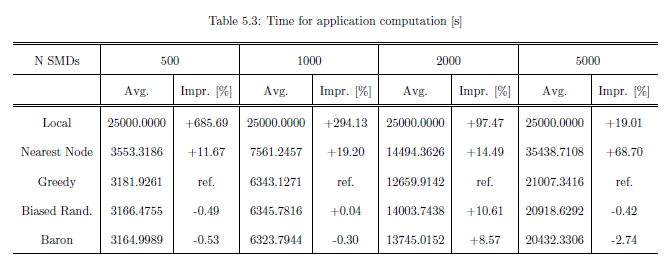 Table 5.3: Time for application computation [s]
N SMDs 500 1000 2000 5000
Avg. Impr. [%] Avg. Impr. [%] Avg. Impr. [%] Avg. Impr. [%]
Local 25000.0000 +685.69 25000.0000 +294.13 25000.0000 +97.47 25000.0000 +19.01
Nearest Node 3553.3186 +11.67 7561.2457 +19.20 14494.3626 +14.49 35438.7108 +68.70
Greedy 3181.9261 ref. 6343.1271 ref. 12659.9142 ref. 21007.3416 ref.
Biased Rand. 3166.4755 -0.49 6345.7816 +0.04 14003.7438 +10.61 20918.6292 -0.42
Baron 3164.9989 -0.53 6323.7944 -0.30 13745.0152 +8.57 20432.3306 -2.74